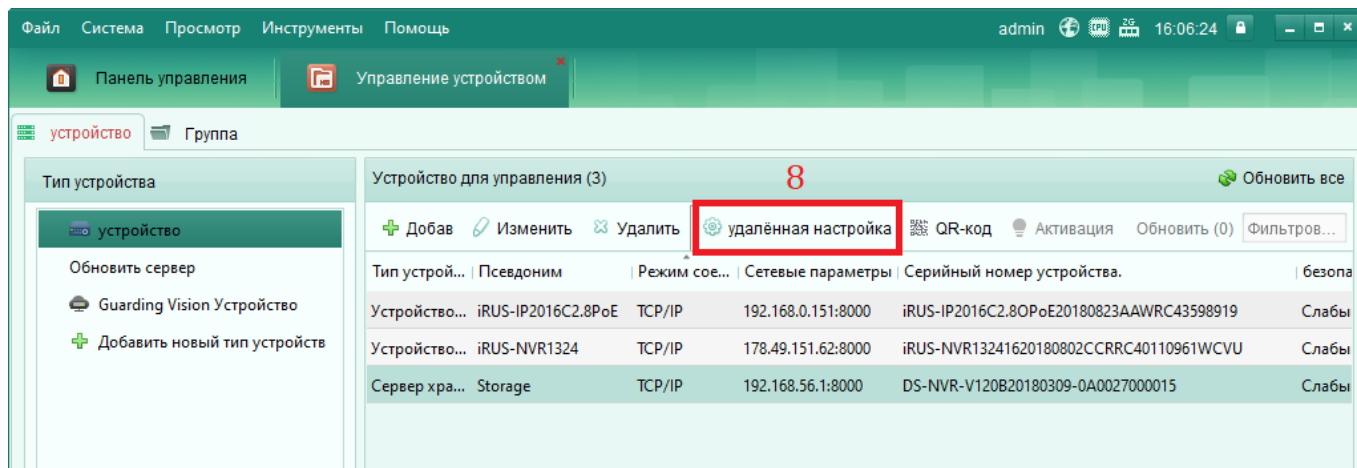 Файл Система Просмотр Инструменты Помощь admin CPU 2G 16:06:24
Панель управления Управление устройством
устройство Группа
Тип устройства Устройство для управления (3) 8 Обновить все
устройство Добав Изменить Удалить удалённая настройка QR-код Активация Обновить (0) Фильтров...
Обновить сервер Тип устрой... Псевдоним Режим сое... Сетевые параметры Серийный номер устройства. безопа
Guarding Vision Устройство Устройство... iRUS-IP2016C2.8PoE TCP/IP 192.168.0.151:8000 iRUS-IP2016C2.8OPoE20180823AAWRC43598919 Слабы
Добавить новый тип устройств Устройство... iRUS-NVR1324 TCP/IP 178.49.151.62:8000 iRUS-NVR13241620180802CCRRC40110961WCVU Слабы
Сервер хра... Storage TCP/IP 192.168.56.1:8000 DS-NVR-V120B20180309-0A0027000015 Слабы